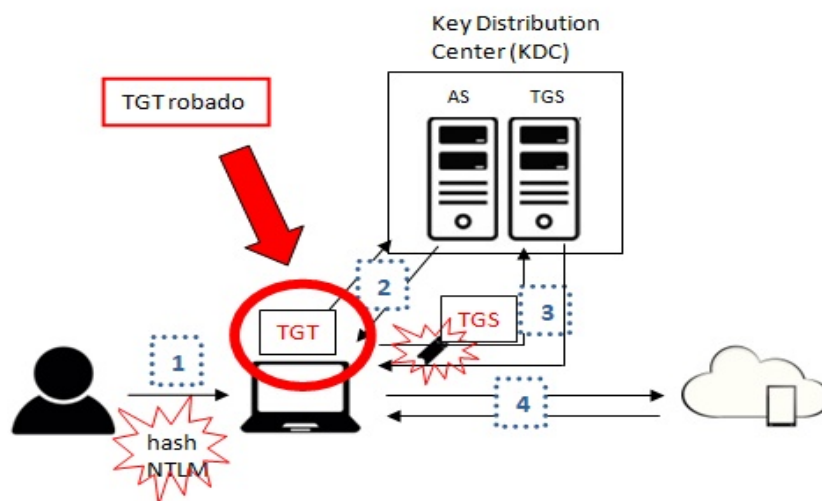 Key Distribution
Center (KDC)
TGT robado
AS
TGS
2
TGT
TGS
3
1
4
hash
NTLM